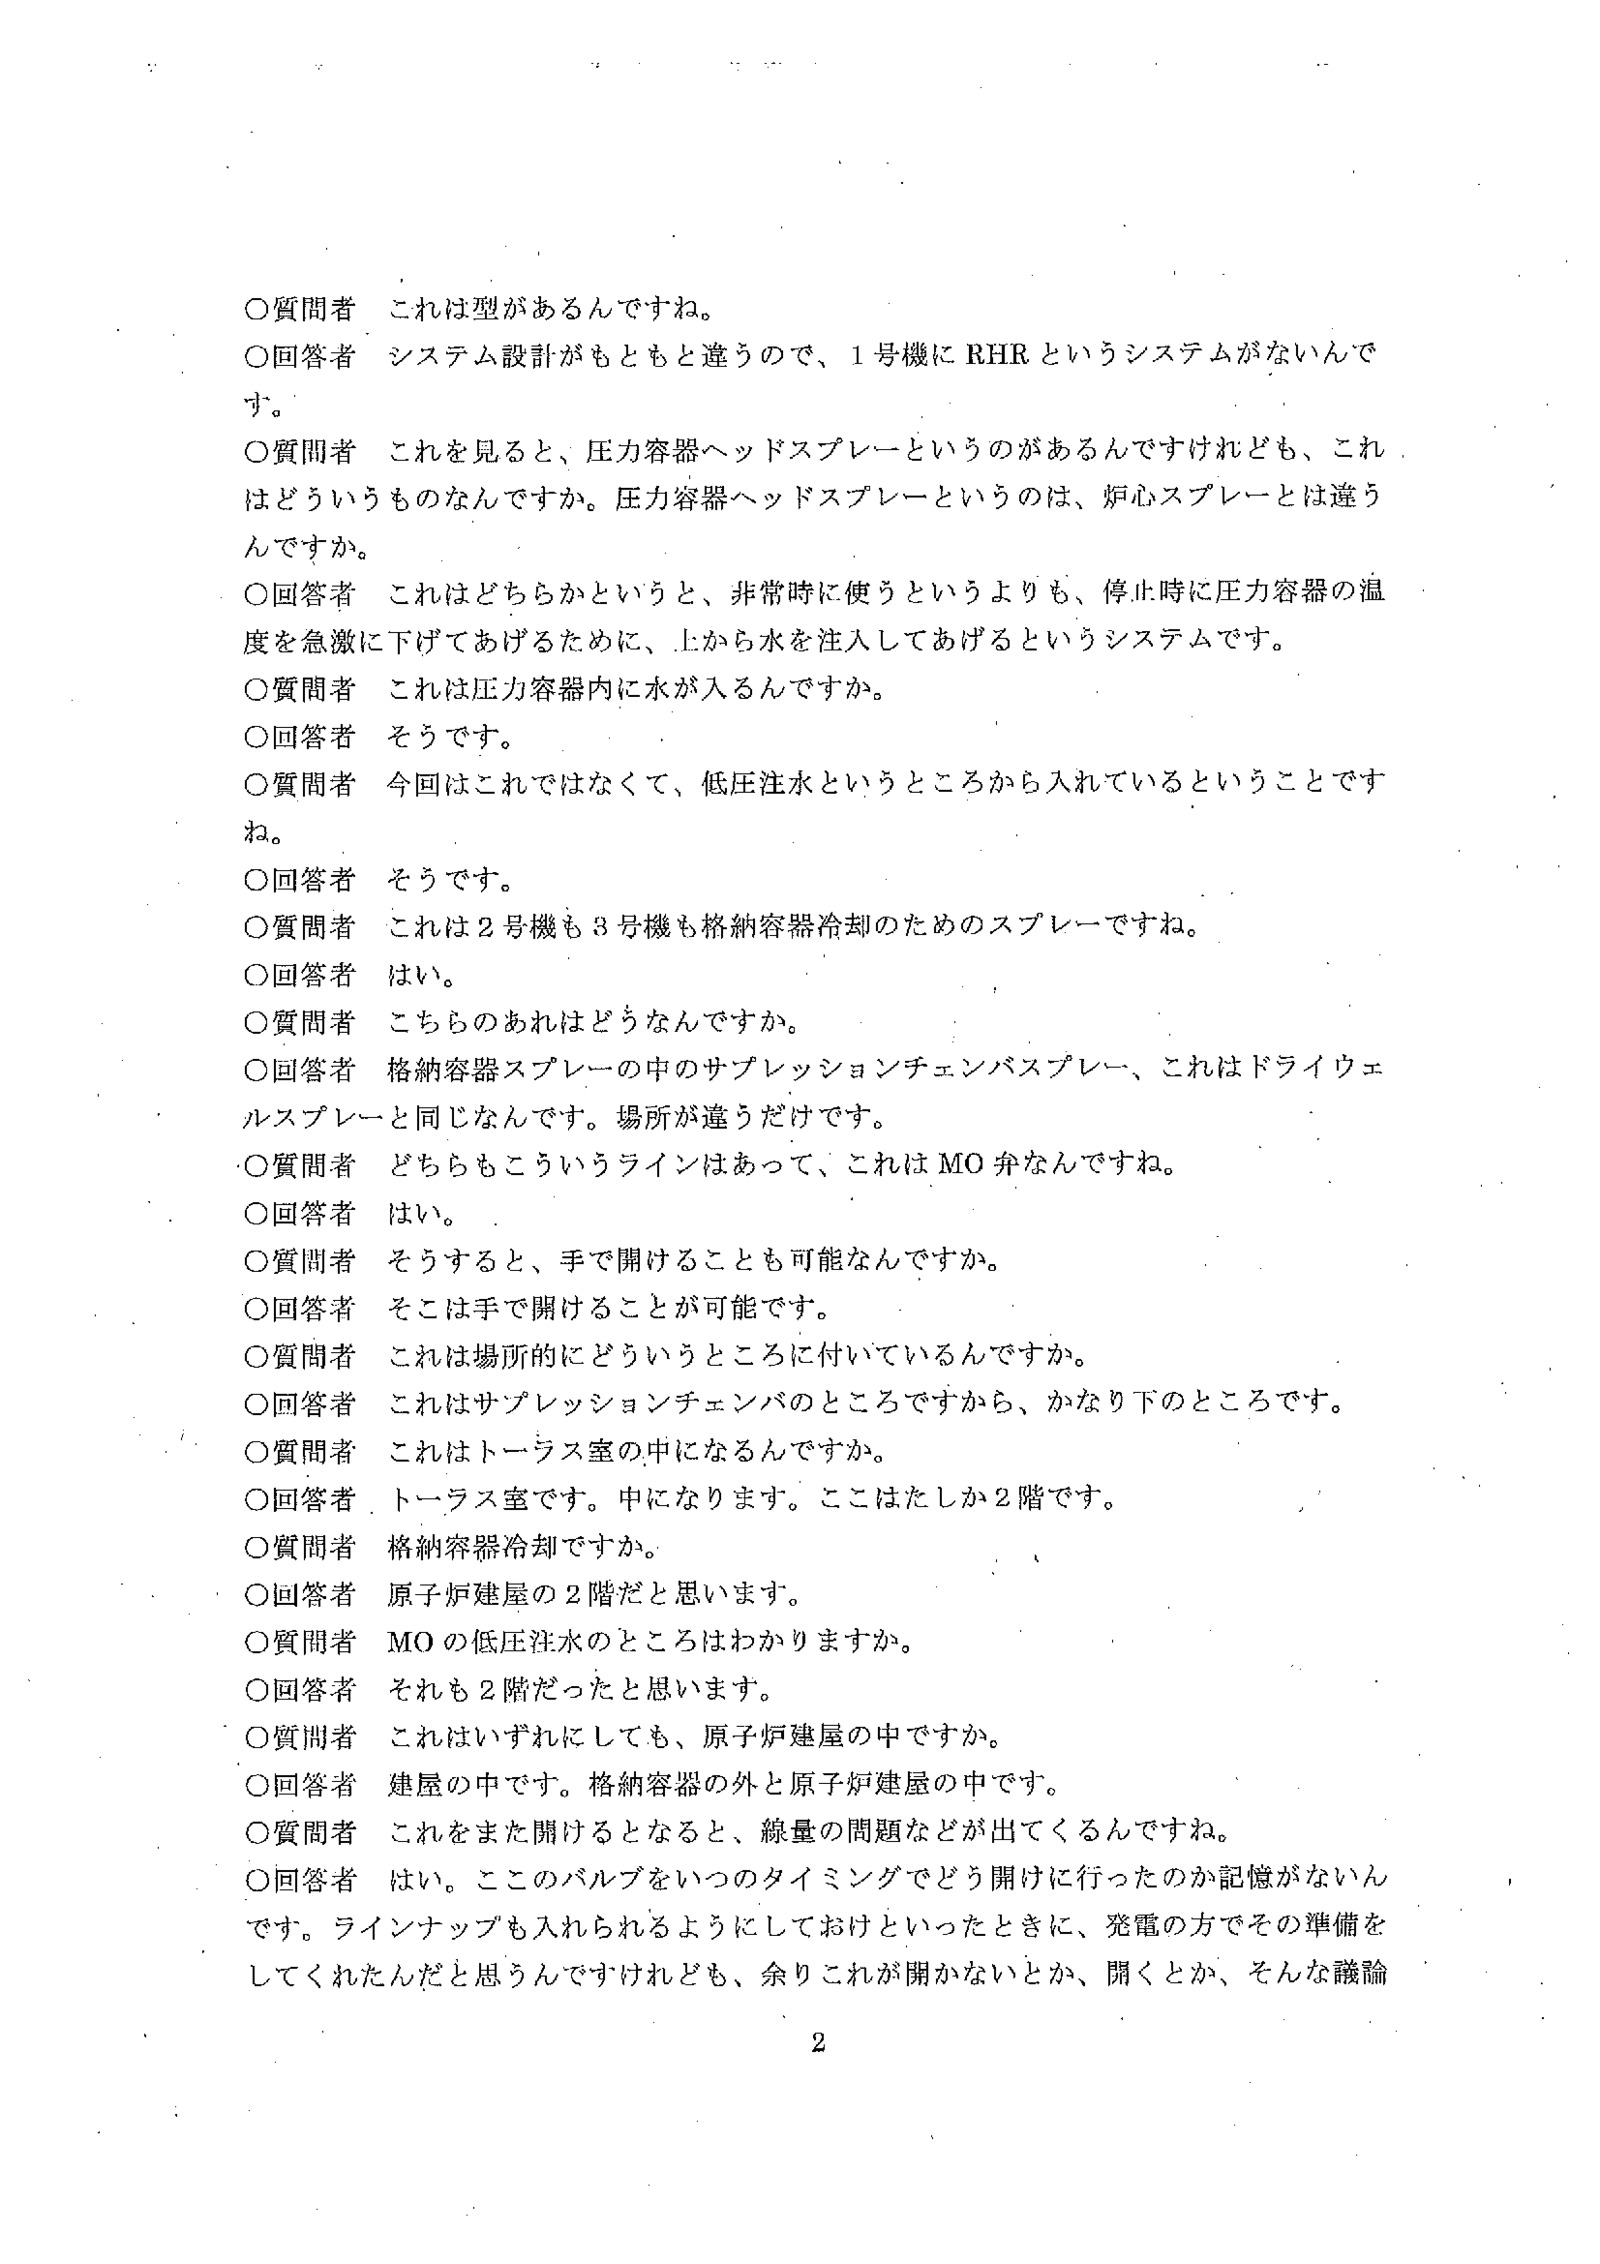 ○質問者　これは型があるんですね。
○回答者　システム設計がもともと違うので、1号機に RHR というシステムがないんで
す。
○質問者　これを見ると、圧力容器ヘッドスプレーというのがあるんですけれども、これ
はどういうものなんですか。圧力容器ヘッドスプレーというのは、炉心スプレーとは違う
んですか。
○回答者　これはどちらかというと、非常時に使うというよりも、停止時に圧力容器の温
度を急激に下げてあげるために、上から水を注入してあげるというシステムです。
○質問者　これは圧力容器内に水が入るんですか。
○回答者　そうです。
○質問者　今回はこれではなくて、低圧注水というところから入れているということです
ね。
○回答者　そうです。
○質問者　これは2号機も3号機も格納容器冷却のためのスプレーですね。
○回答者　はい。
○質問者　こちらのあれはどうなんですか。
○回答者　格納容器スプレーの中のサプレッションチェンバスプレー、これはドライウェ
ルスプレーと同じなんです。場所が違うだけです。
○質問者　どちらもこういうラインはあって、これは MO 弁なんですね。
○回答者　はい。
○質問者　そうすると、手で開けることも可能なんですか。
○回答者　そこは手で開けることが可能です。
○質問者　これは場所的にどういうところに付いているんですか。
○回答者　これはサプレッションチェンバのところですから、かなり下のところです。
○質問者　これはトーラス室の中になるんですか。
○回答者　トーラス室です。中になります。ここはたしか2階です。
○質問者　格納容器冷却ですか。
○回答者　原子炉建屋の2階だと思います。
○質問者　MO の低圧注水のところはわかりますか。
○回答者　それも2階だったと思います。
○質問者　これはいずれにしても、原子炉建屋の中ですか。
○回答者　建屋の中です。格納容器の外と原子炉建屋の中です。
○質問者　これをまた開けるとなると、線量の問題などが出てくるんですね。
○回答者　はい。ここのバルブをいつのタイミングでどう開けに行ったのか記憶がないん
です。ラインナップも入れられるようにしておけといったときに、発電の方でその準備を
してくれたんだと思うんですけれども、余りこれが開かないとか、開くとか、そんな議論
2